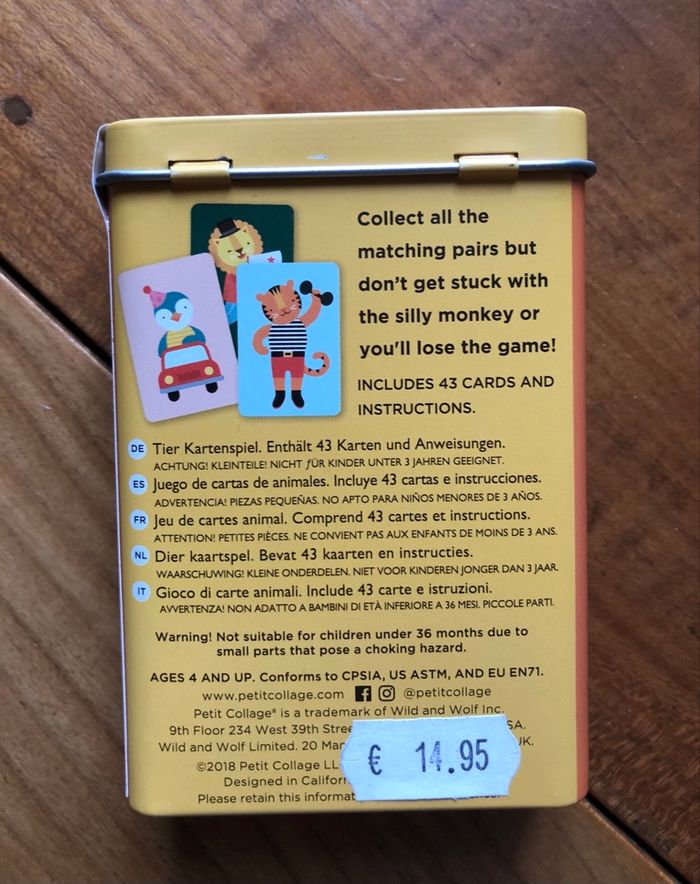 Collect all the
matching pairs but
don't get stuck with
the silly monkey or
you'll lose the game!
INCLUDES 43 CARDS AND
INSTRUCTIONS.
DE Tier Kartenspiel. Enthält 43 Karten und Anweisungen.
ACHTUNG! KLEINTEILE! NICHT ƒÜR KINDER UNTER 3 JAHREN GEEIGNET.
ES Juego de cartas de animales. Incluye 43 cartas e instrucciones.
ADVERTENCIA! PIEZAS PEQUEÑAS. NO APTO PARA NIÑOS MENORES DE 3 AÑOS.
FR Jeu de cartes animal. Comprend 43 cartes et instructions.
ATTENTION! PETITES PIÈCES. NE CONVIENT PAS AUX ENFANTS DE MOINS DE 3 ANS.
NL Dier kaartspel. Bevat 43 kaarten en instructies.
WAARSCHUWING! KLEINE ONDERDELEN. NIET VOOR KINDEREN JONGER DAN 3 JAAR.
IT Gioco di carte animali. Include 43 carte e istruzioni.
AVVERTENZA! NON ADATTO A BAMBINI DI ETÀ INFERIORE A 36 MESI. PICCOLE PARTI.
Warning! Not suitable for children under 36 months due to
small parts that pose a choking hazard.
AGES 4 AND UP. Conforms to CPSIA, US ASTM, AND EU EN71.
www.petitcollage.com @petitcollage
Petit Collage® is a trademark of Wild and Wolf Inc.
9th Floor 234 West 39th SA.
Wild and Wolf Limited. 20 UK.
©2018 Petit Collage
Designed in
Please retain this
€ 14.95